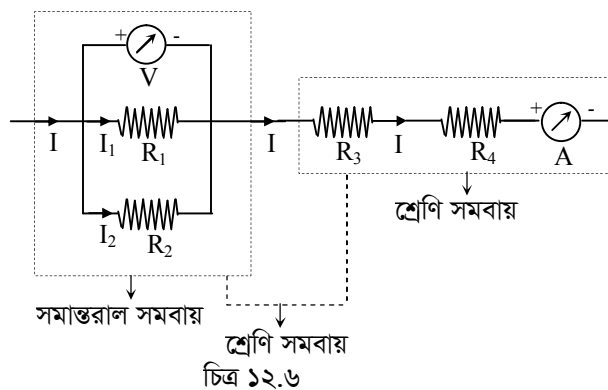 + -
V
I I₁ R₁ I R₃ I R₄ + - A
I₂ R₂
শ্রেণি সমবায়
সমান্তরাল সমবায়
শ্রেণি সমবায়
চিত্র ১২.৬